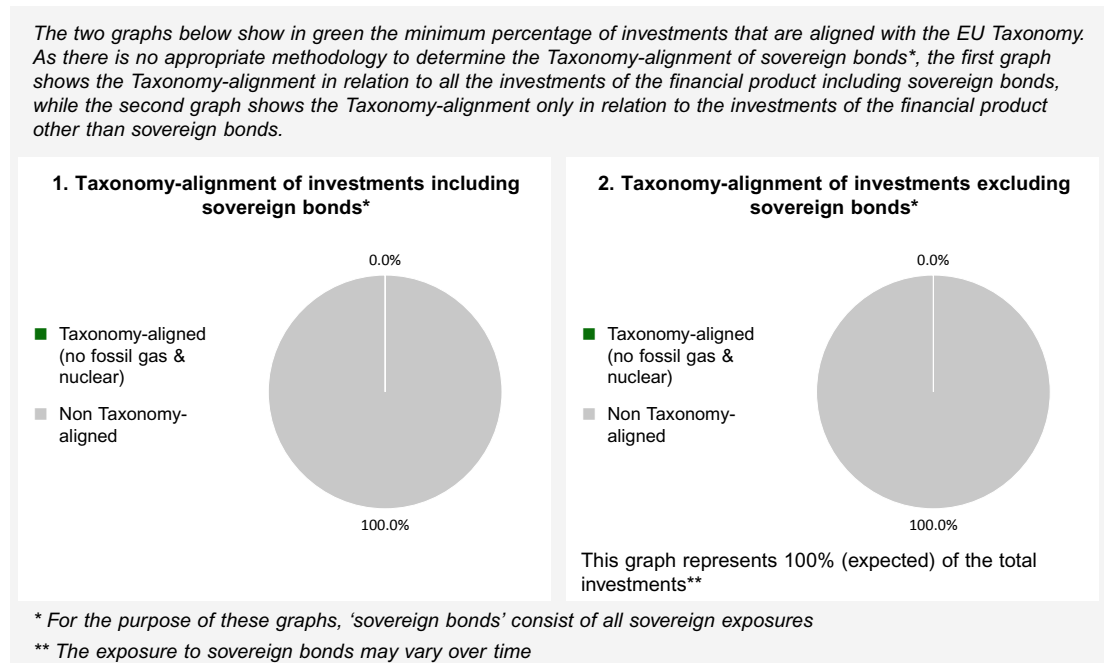 The two graphs below show in green the minimum percentage of investments that are aligned with the EU Taxonomy.
As there is no appropriate methodology to determine the Taxonomy-alignment of sovereign bonds*, the first graph
shows the Taxonomy-alignment in relation to all the investments of the financial product including sovereign bonds,
while the second graph shows the Taxonomy-alignment only in relation to the investments of the financial product
other than sovereign bonds.
1. Taxonomy-alignment of investments including
sovereign bonds*
0.0%
Taxonomy-aligned
(no fossil gas &
nuclear)
Non Taxonomy-
aligned
100.0%
2. Taxonomy-alignment of investments excluding
sovereign bonds*
0.0%
Taxonomy-aligned
(no fossil gas &
nuclear)
Non Taxonomy-
aligned
100.0%
This graph represents 100% (expected) of the total
investments**
* For the purpose of these graphs, ‘sovereign bonds’ consist of all sovereign exposures
** The exposure to sovereign bonds may vary over time